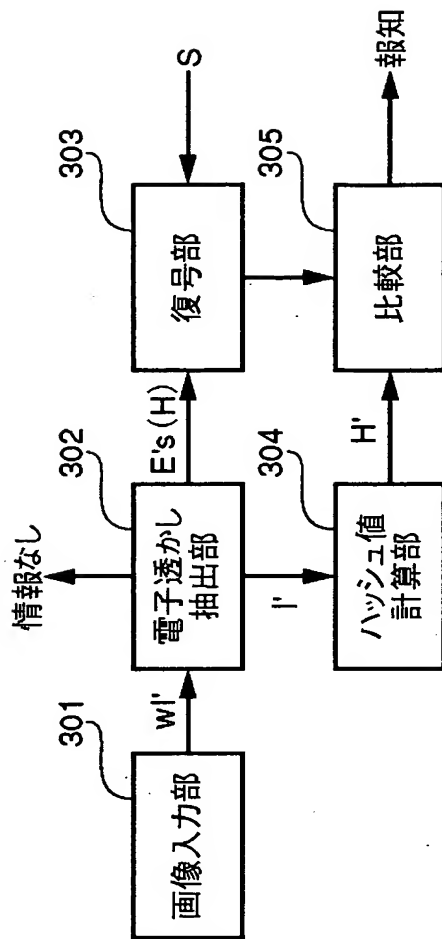 情報なし
301
画像入力部
wI'
302
電子透かし
抽出部
E's (H)
303
復号部
S
I'
304
ハッシュ値
計算部
H'
305
比較部
報知